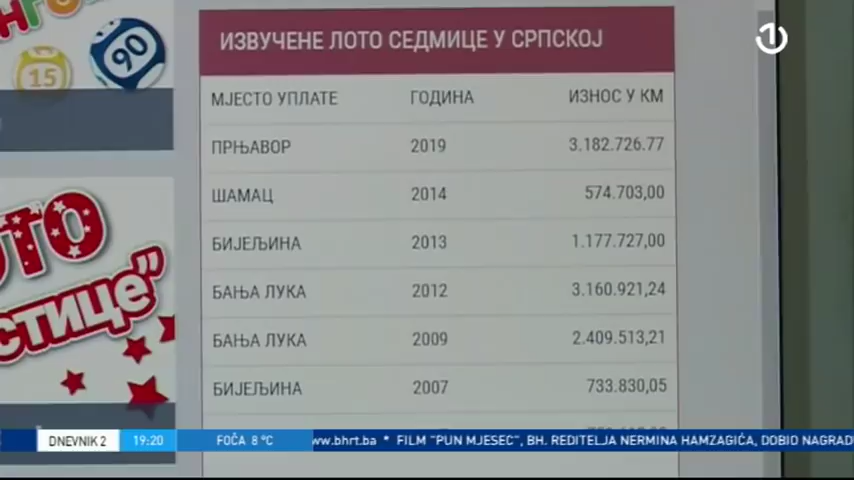 90
15
ИЗВУЧЕНЕ ЛОТО СЕДМИЦЕ У СРПСКОЈ
МЈЕСТО УПЛАТЕ ГОДИНА ИЗНОС У КМ
ПРЊАВОР 2019 3.182.726.77
ШАМАЦ 2014 574.703,00
БИЈЕЉИНА 2013 1.177.727,00
БАЊА ЛУКА 2012 3.160.921,24
БАЊА ЛУКА 2009 2.409.513,21
БИЈЕЉИНА 2007 733.830,05
DNEVNIK 2 19:20 FOČA 8 °C www.bhrt.ba * FILM "PUN MJESEC", BH. REDITELJA NERMINA HAMZAGIĆA, DOBIO NAGRAD